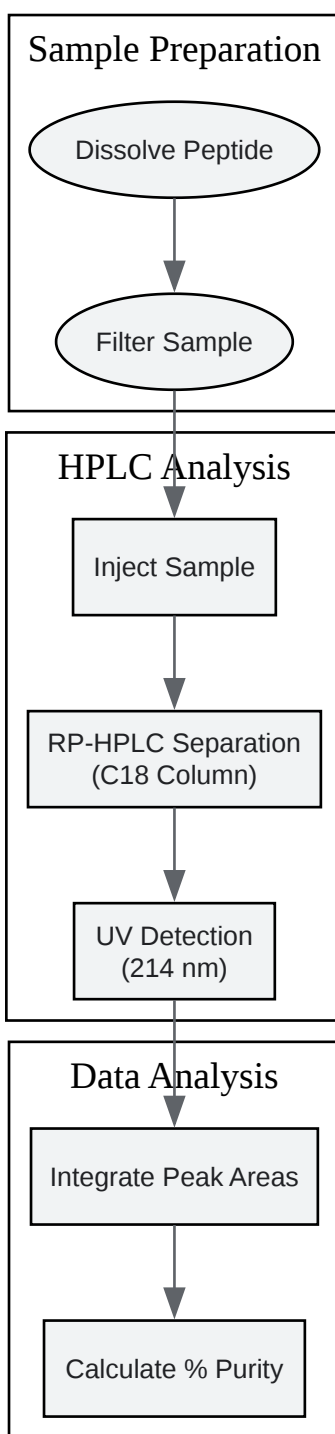 Sample Preparation
Dissolve Peptide
Filter Sample
HPLC Analysis
Inject Sample
RP-HPLC Separation
(C18 Column)
UV Detection
(214 nm)
Data Analysis
Integrate Peak Areas
Calculate % Purity